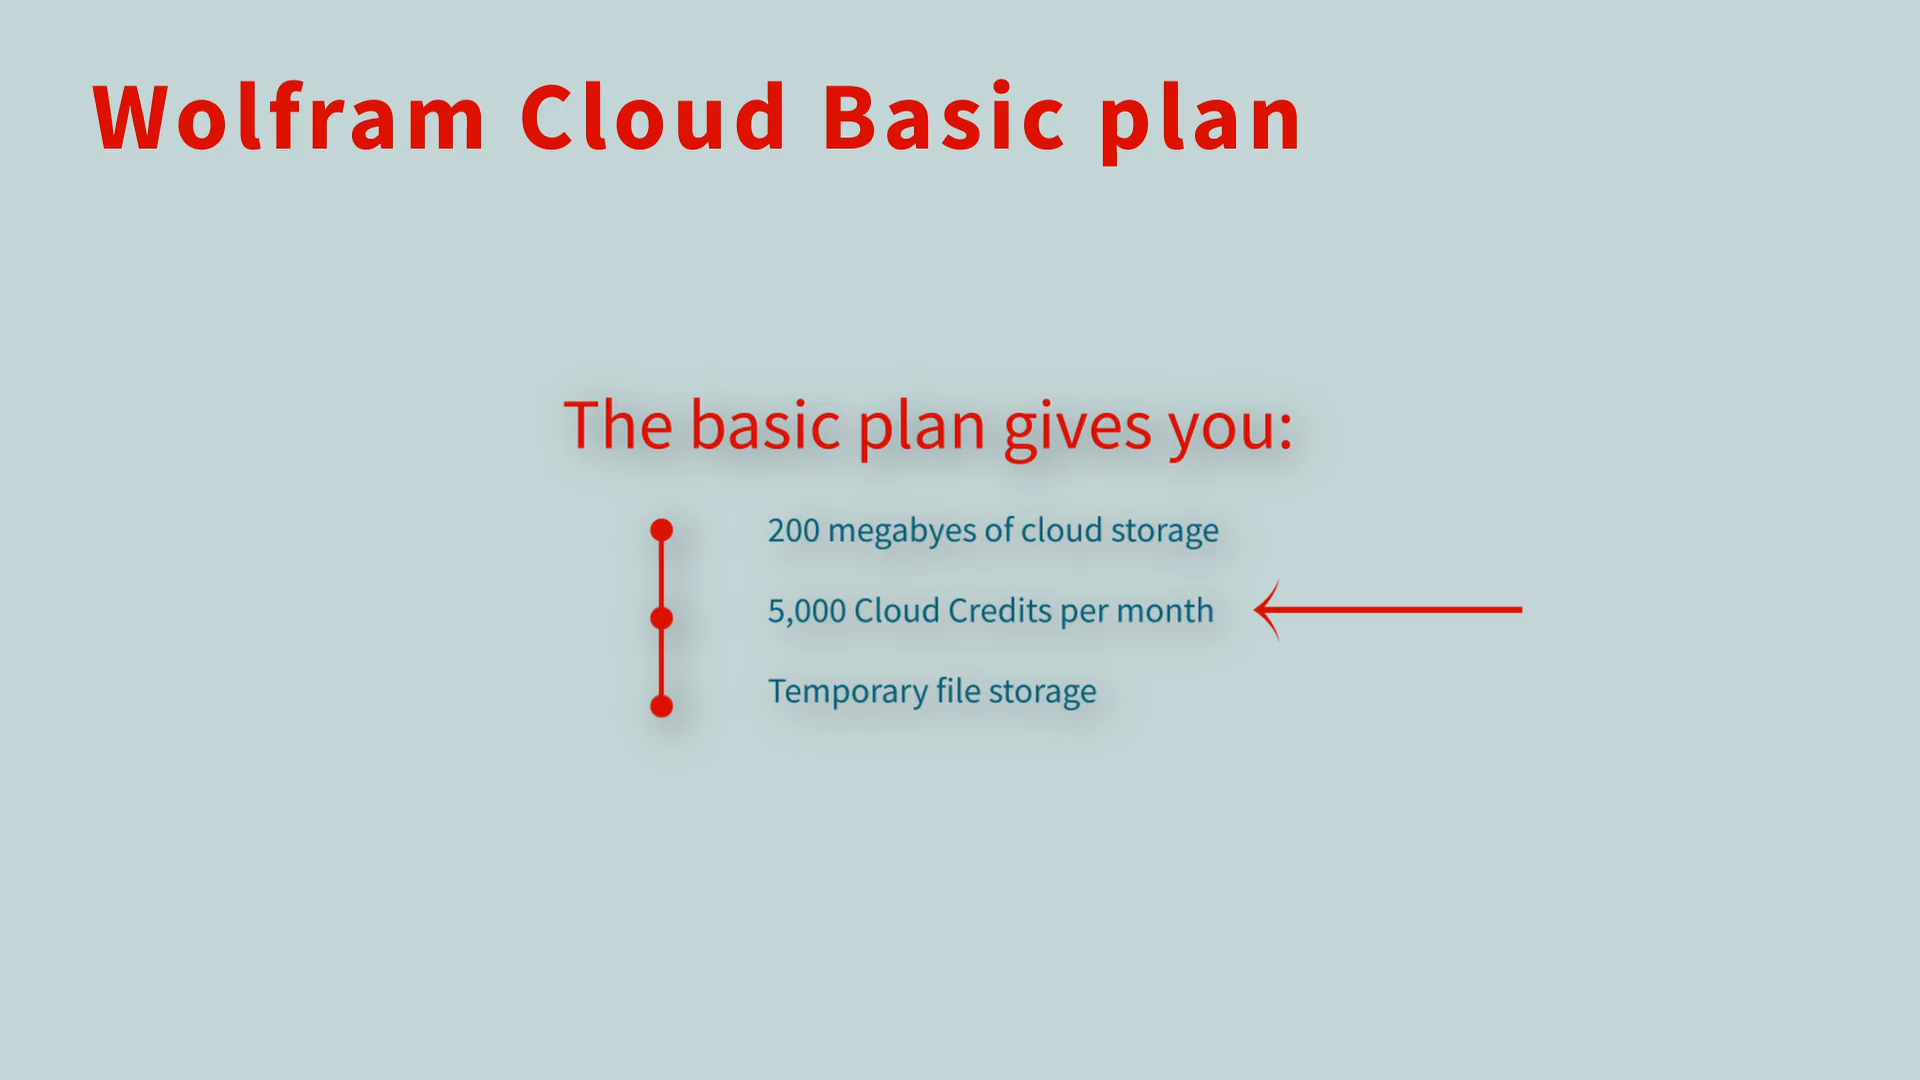 Wolfram Cloud Basic plan
The basic plan gives you:
200 megabyes of cloud storage
5,000 Cloud Credits per month
Temporary file storage